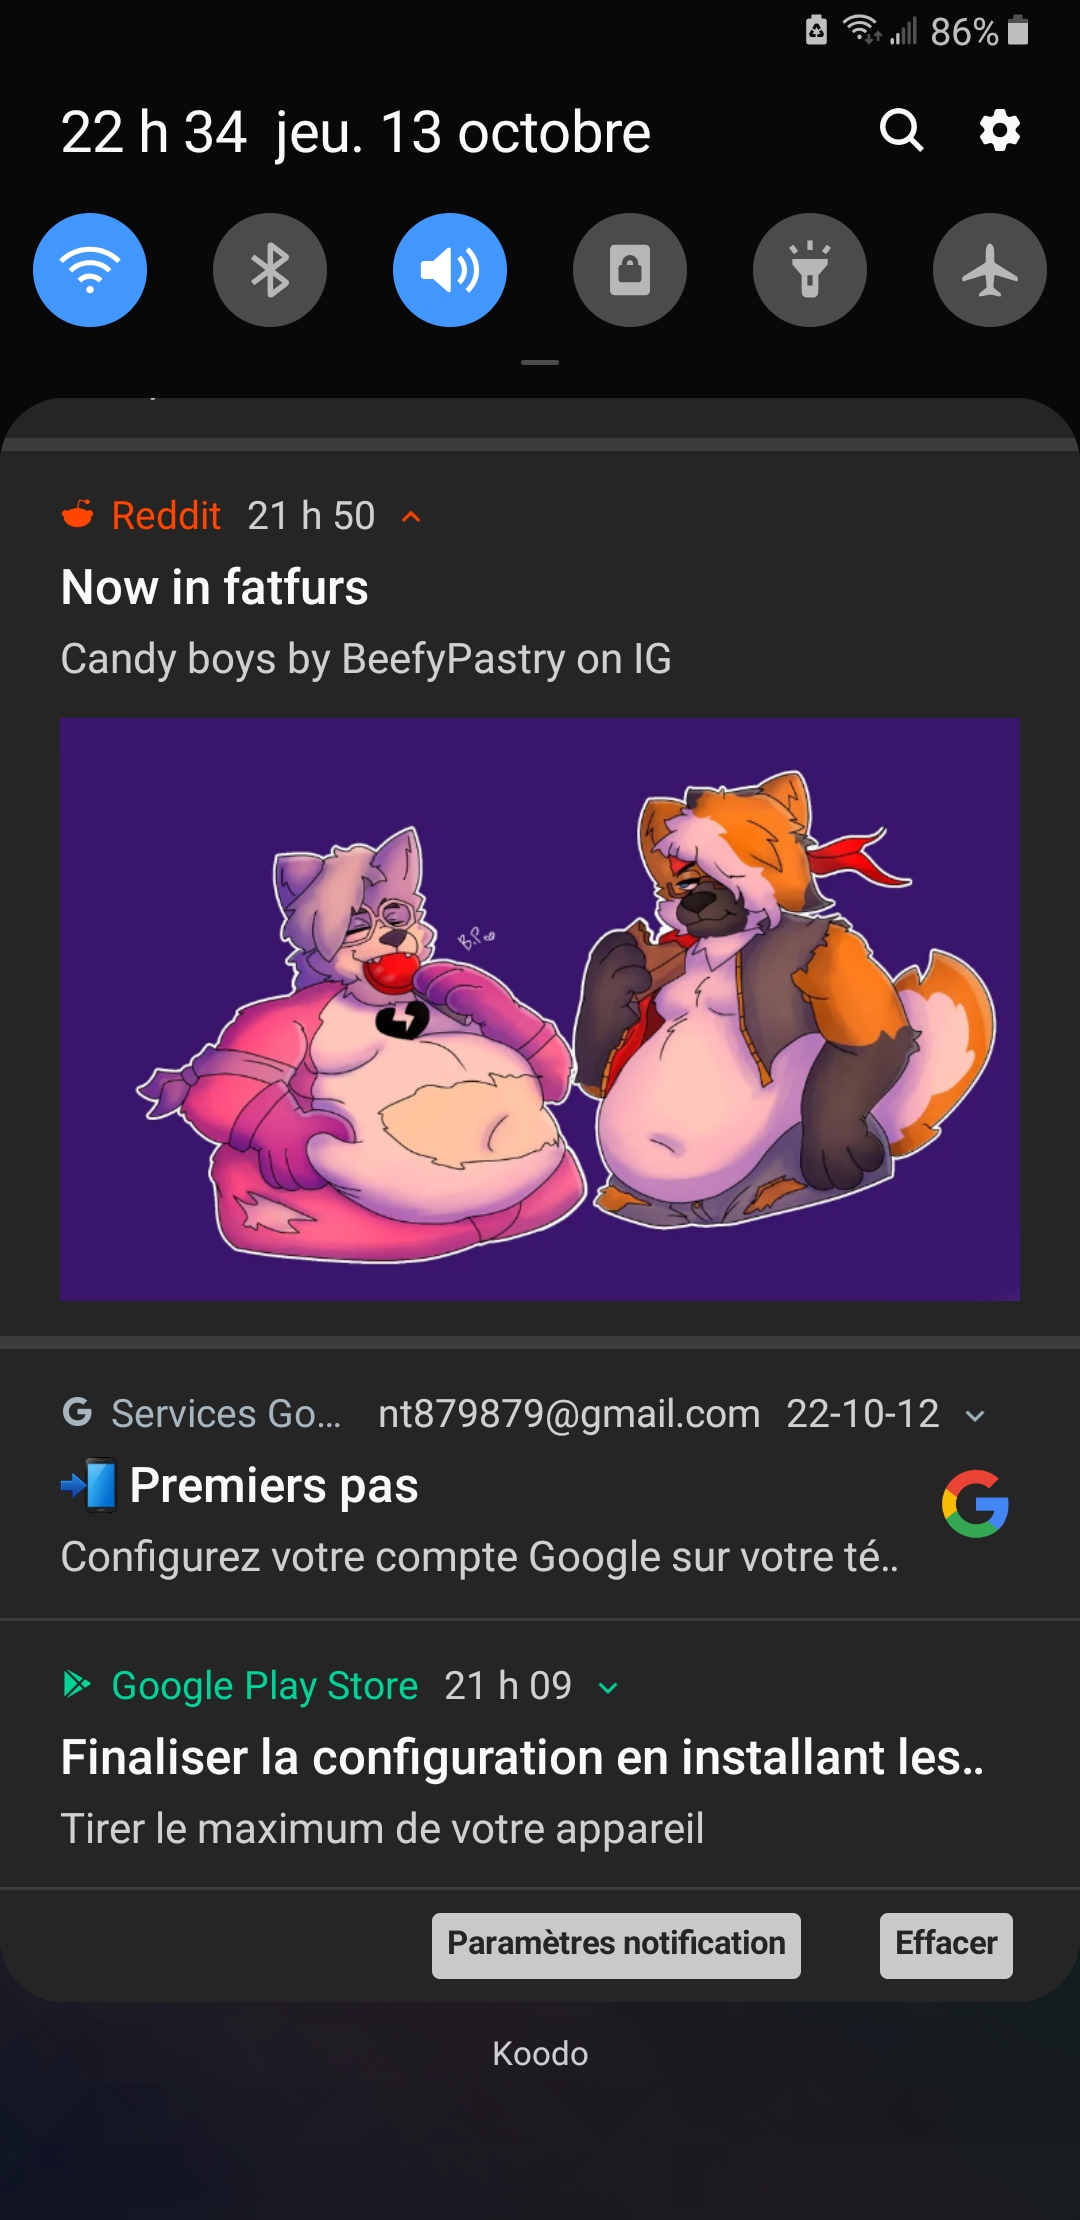 86%
22 h 34 jeu. 13 octobre
Reddit 21 h 50
Now in fatfurs
Candy boys by BeefyPastry on IG
B.P
Services Go... nt879879@gmail.com 22-10-12
Premiers pas
Configurez votre compte Google sur votre té..
Google Play Store 21 h 09
Finaliser la configuration en installant les..
Tirer le maximum de votre appareil
Paramètres notification Effacer
Koodo